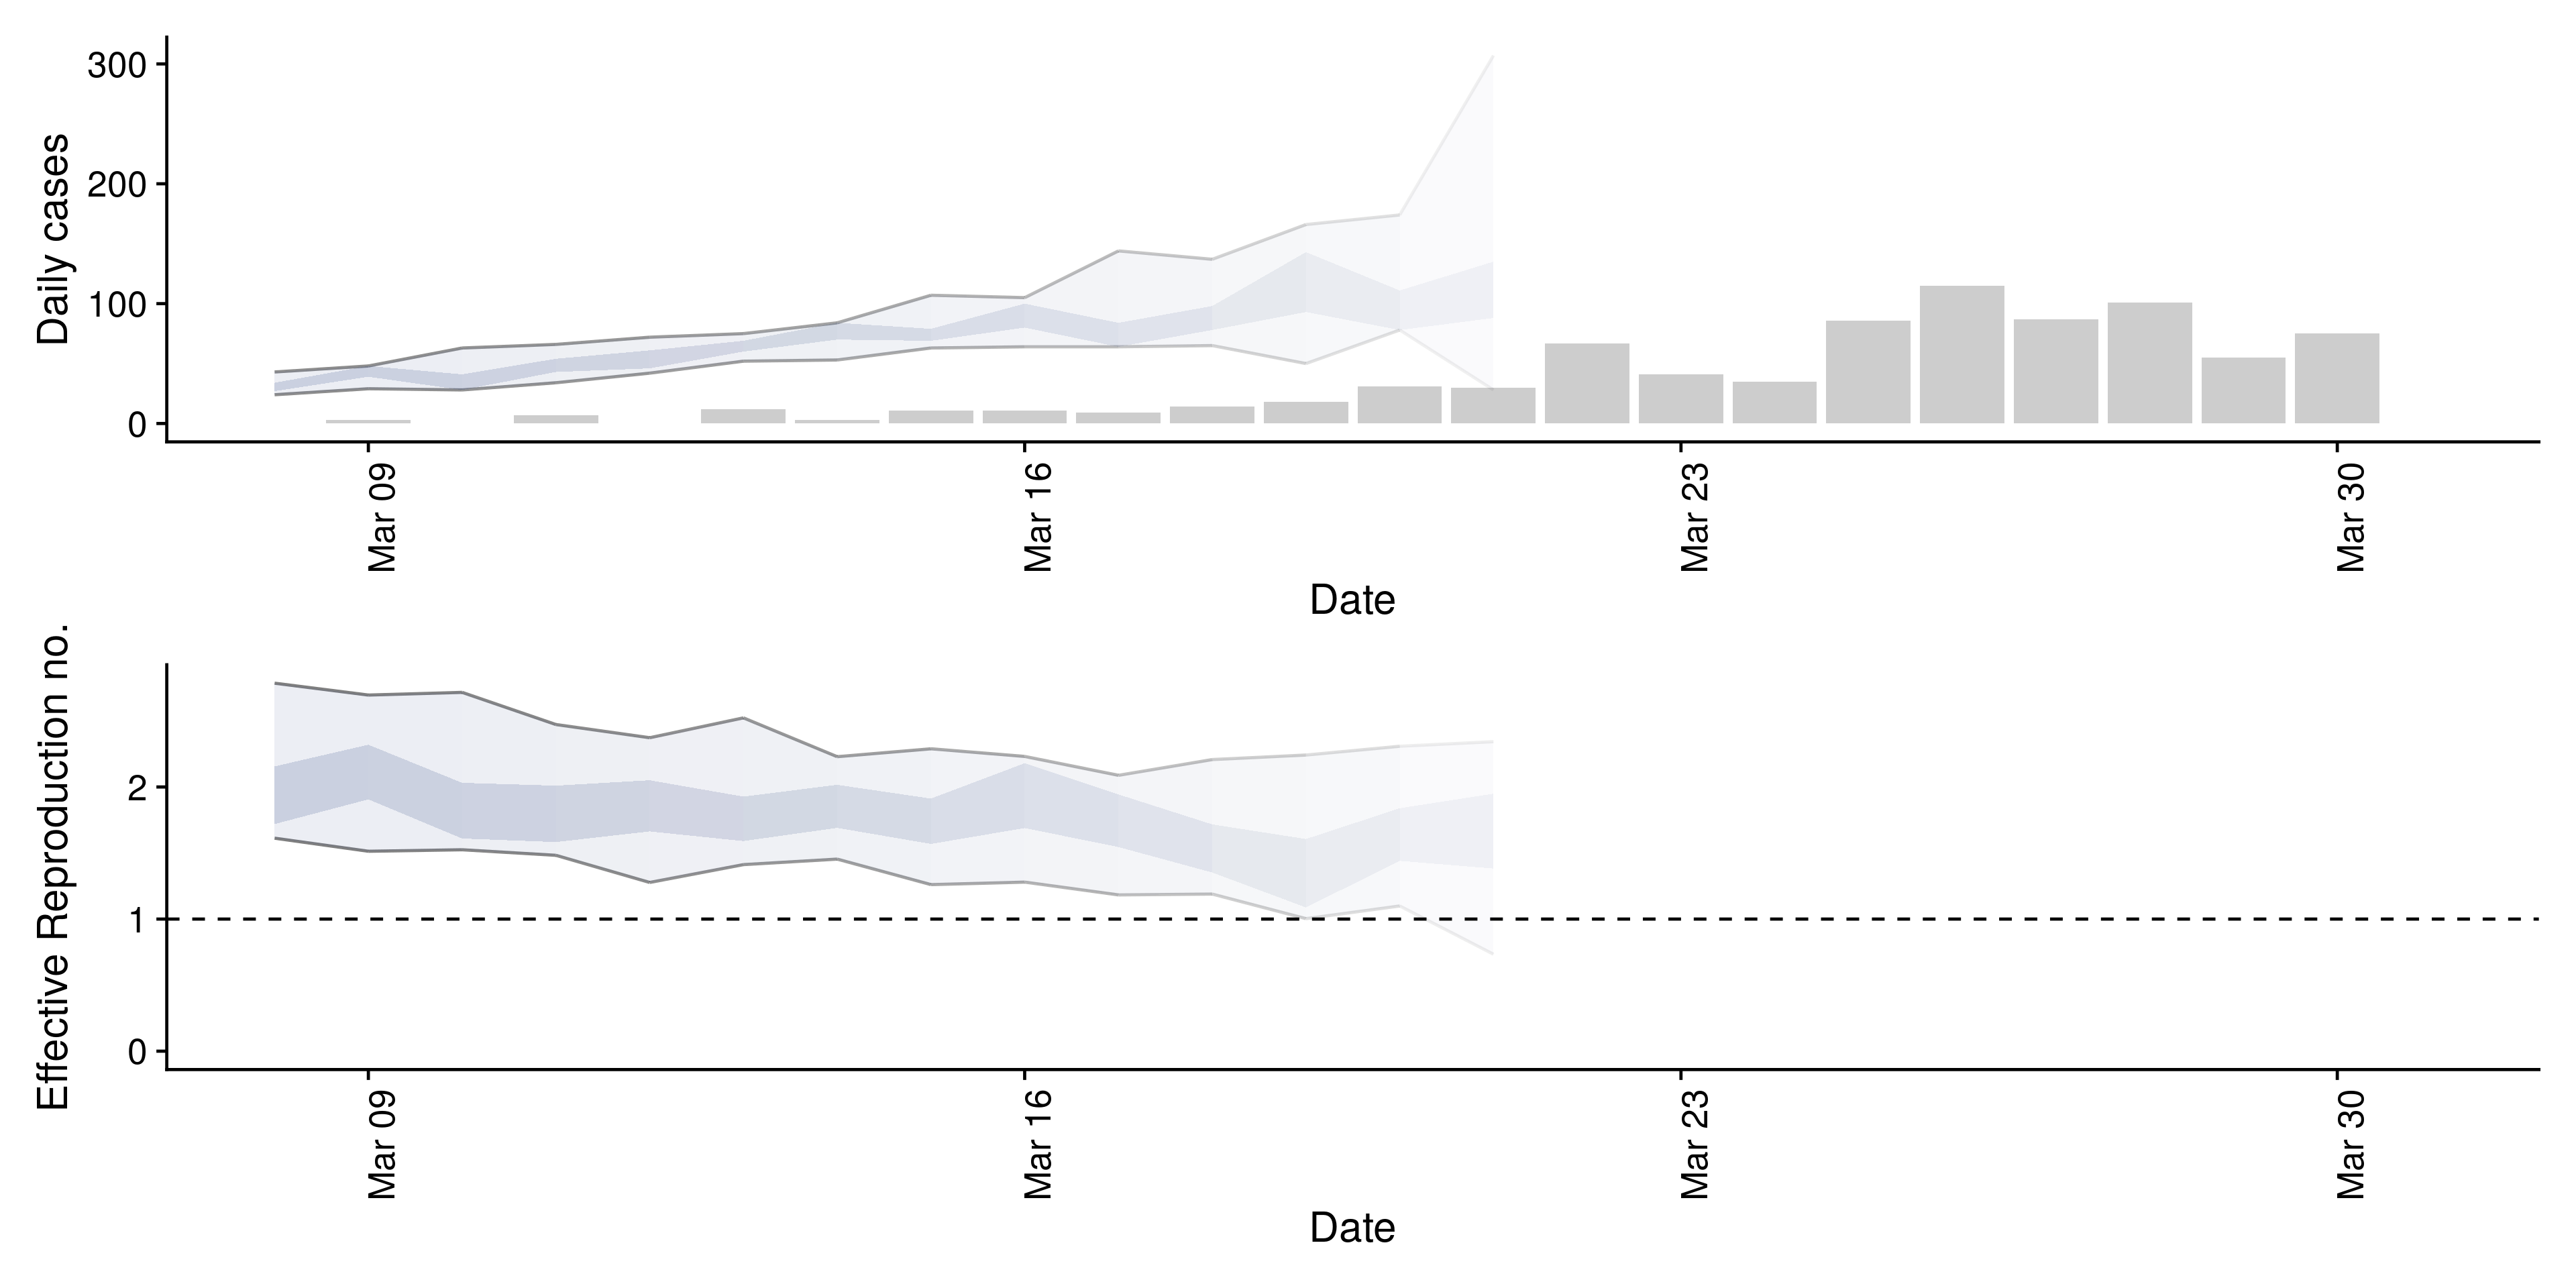 Daily cases
300
200
100
0
Mar 09
Mar 16
Mar 23
Mar 30
Date
Effective Reproduction no.
2
1
0
Mar 09
Mar 16
Mar 23
Mar 30
Date